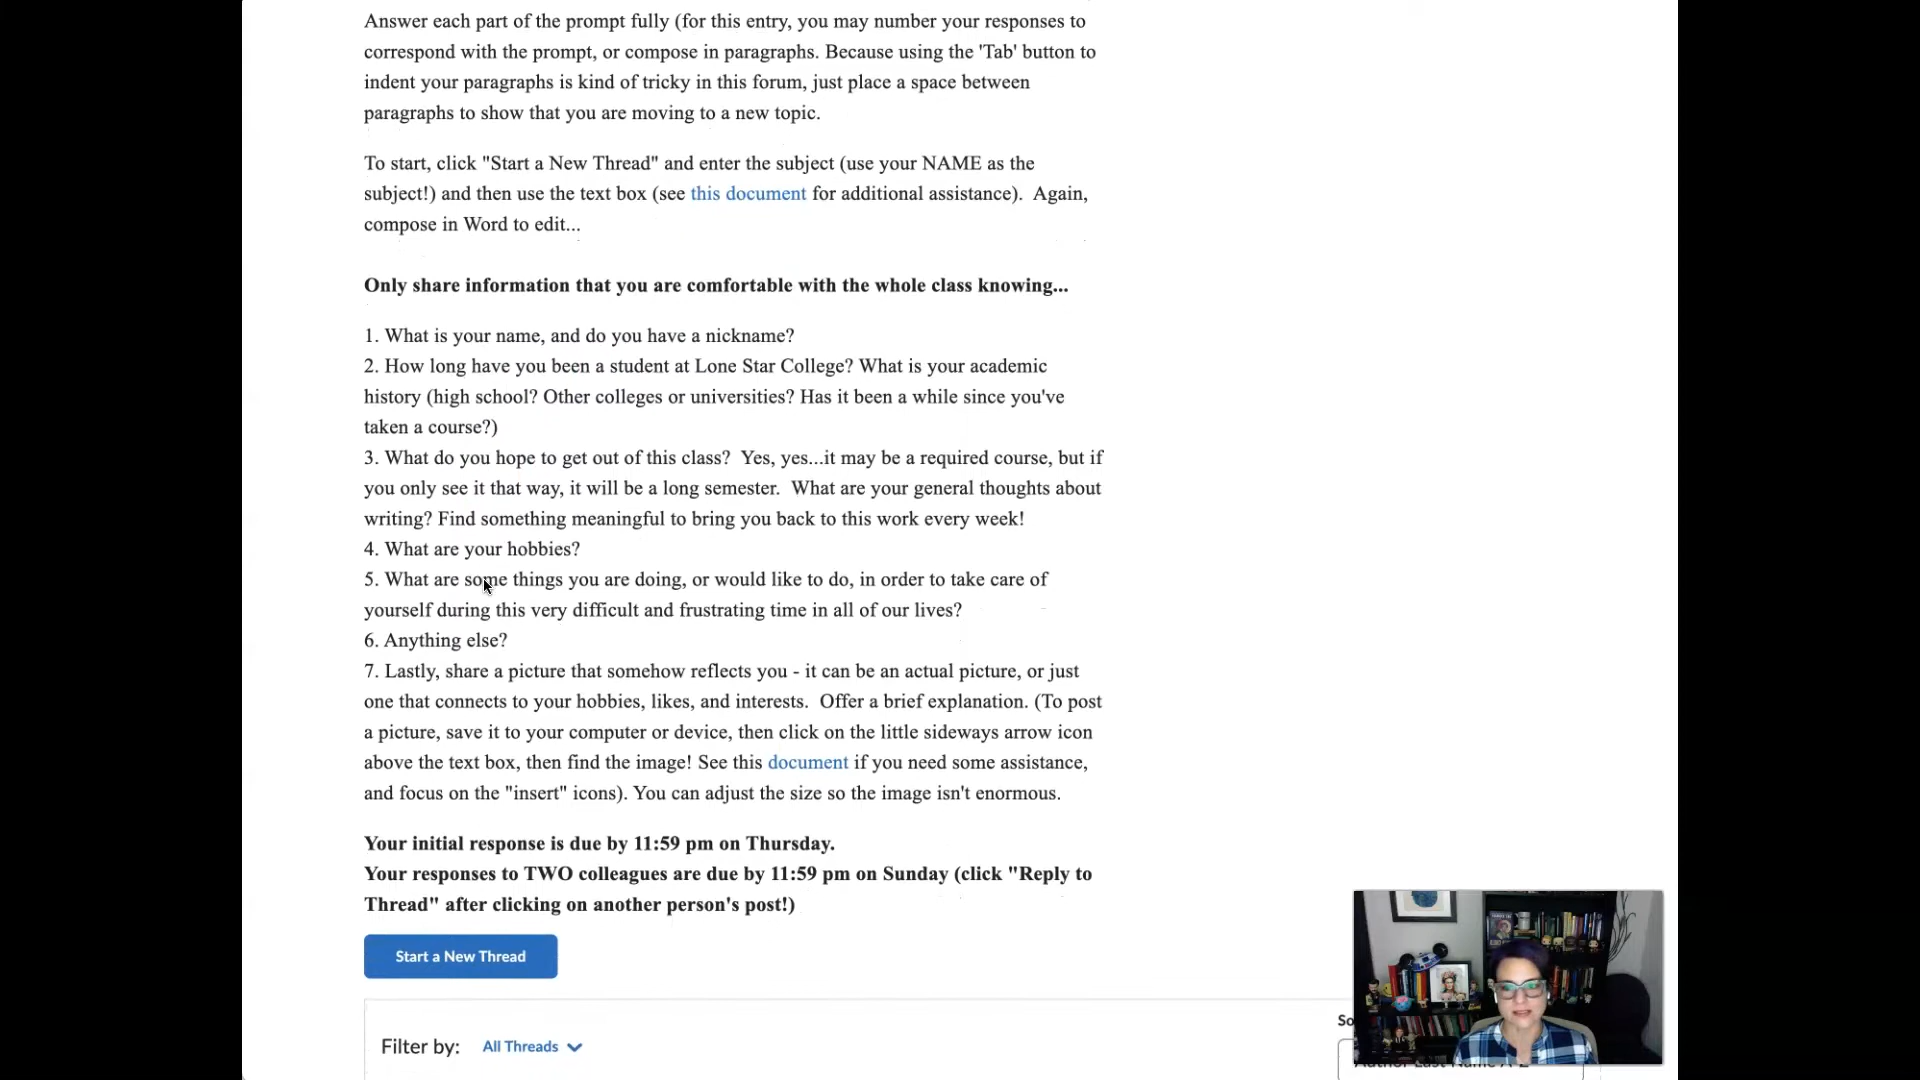 Answer each part of the prompt fully (for this entry, you may number your responses to
correspond with the prompt, or compose in paragraphs. Because using the 'Tab' button to
indent your paragraphs is kind of tricky in this forum, just place a space between
paragraphs to show that you are moving to a new topic.
To start, click "Start a New Thread" and enter the subject (use your NAME as the
subject!) and then use the text box (see this document for additional assistance).  Again,
compose in Word to edit...
Only share information that you are comfortable with the whole class knowing...
1. What is your name, and do you have a nickname?
2. How long have you been a student at Lone Star College? What is your academic
history (high school? Other colleges or universities? Has it been a while since you've
taken a course?)
3. What do you hope to get out of this class?  Yes, yes...it may be a required course, but if
you only see it that way, it will be a long semester.  What are your general thoughts about
writing? Find something meaningful to bring you back to this work every week!
4. What are your hobbies?
5. What are some things you are doing, or would like to do, in order to take care of
yourself during this very difficult and frustrating time in all of our lives?
6. Anything else?
7. Lastly, share a picture that somehow reflects you - it can be an actual picture, or just
one that connects to your hobbies, likes, and interests.  Offer a brief explanation. (To post
a picture, save it to your computer or device, then click on the little sideways arrow icon
above the text box, then find the image! See this document if you need some assistance,
and focus on the "insert" icons). You can adjust the size so the image isn't enormous.
Your initial response is due by 11:59 pm on Thursday.
Your responses to TWO colleagues are due by 11:59 pm on Sunday (click "Reply to
Thread" after clicking on another person's post!)
Start a New Thread
Filter by: All Threads